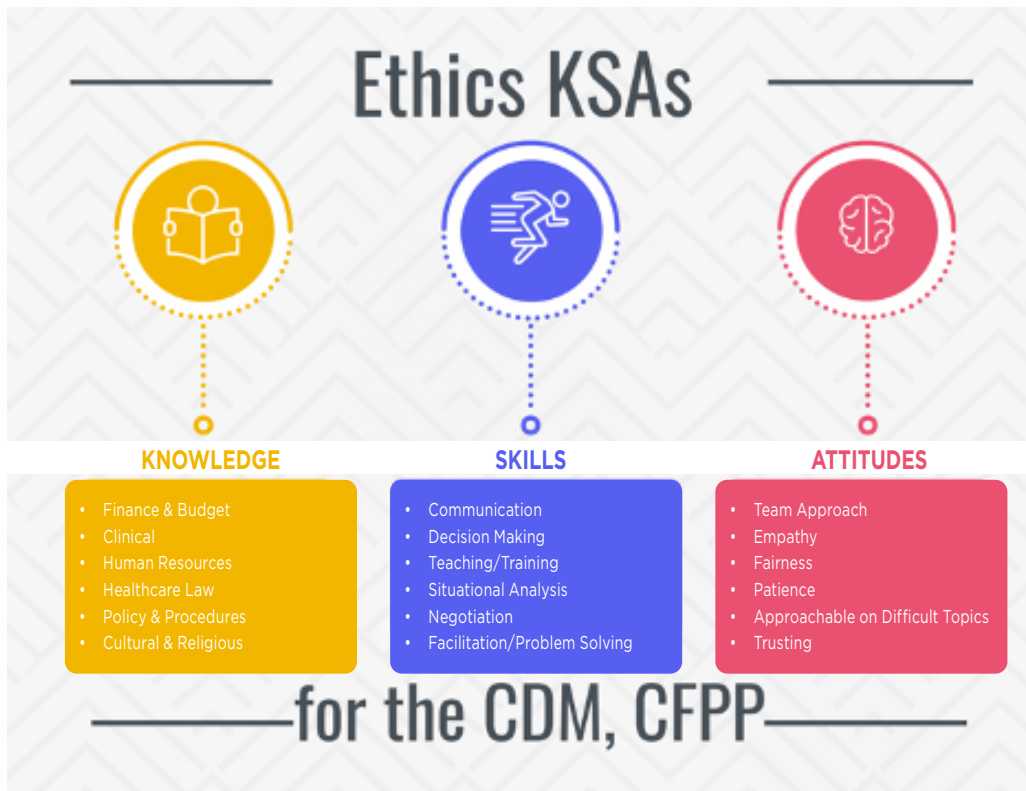 Ethics KSAs
KNOWLEDGE
• Finance & Budget
• Clinical
• Human Resources
• Healthcare Law
• Policy & Procedures
• Cultural & Religious
SKILLS
• Communication
• Decision Making
• Teaching/Training
• Situational Analysis
• Negotiation
• Facilitation/Problem Solving
ATTITUDES
• Team Approach
• Empathy
• Fairness
• Patience
• Approachable on Difficult Topics
• Trusting
for the CDM, CFPP